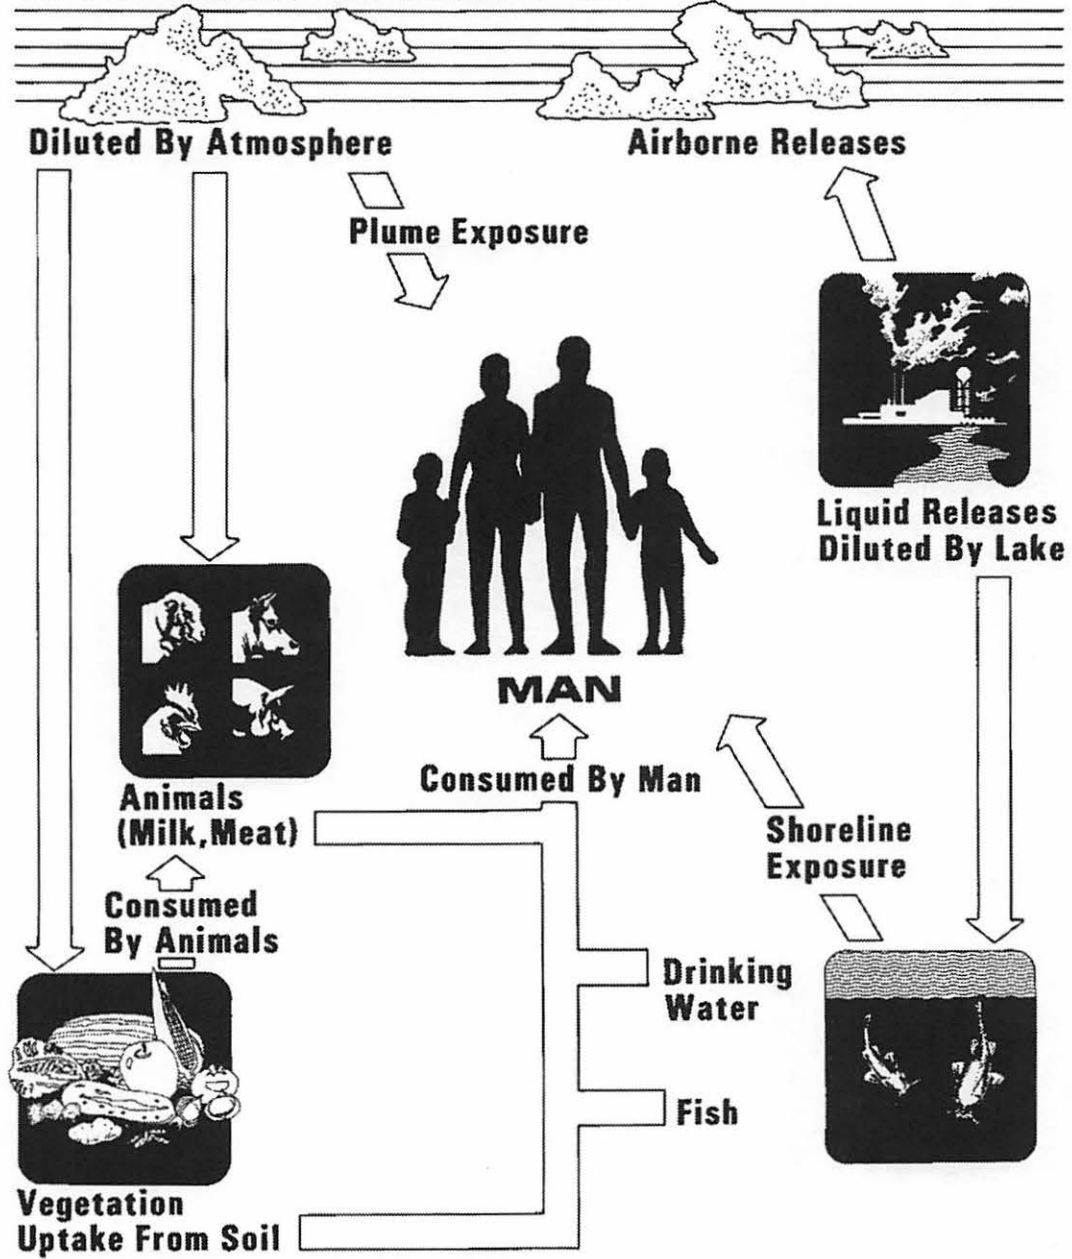 Diluted By Atmosphere
Airborne Releases
Plume Exposure
Liquid Releases
Diluted By Lake
MAN
Consumed By Man
Animals
(Milk, Meat)
Shoreline
Exposure
Consumed
By Animals
Drinking
Water
Fish
Vegetation
Uptake From Soil